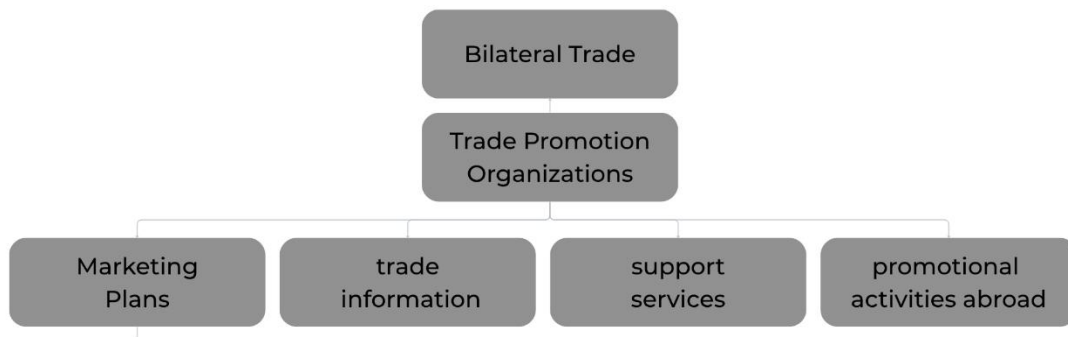 Bilateral Trade
Trade Promotion
Organizations
Marketing
Plans
trade
information
support
services
promotional
activities abroad